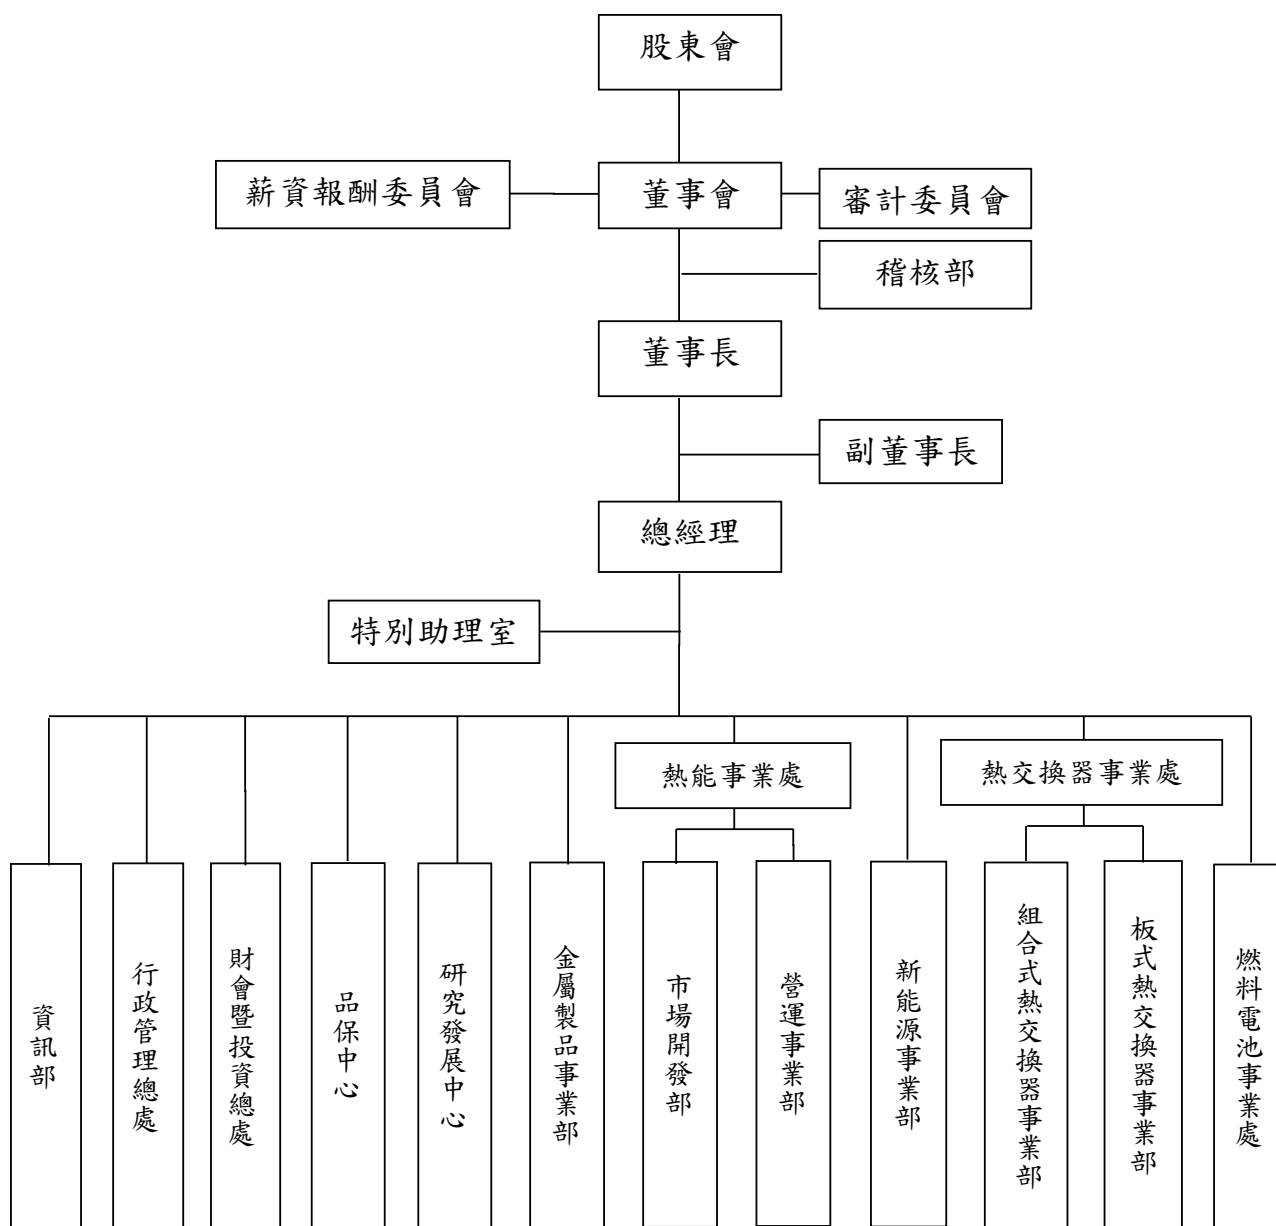 股東會
薪資報酬委員會
董事會
審計委員會
稽核部
董事長
副董事長
總經理
特別助理室
熱能事業處
熱交換器事業處
資訊部
行政管理總處
財會暨投資總處
品保中心
研究發展中心
金屬製品事業部
市場開發部
營運事業部
新能源事業部
組合式熱交換器事業部
板式熱交換器事業部
燃料電池事業處